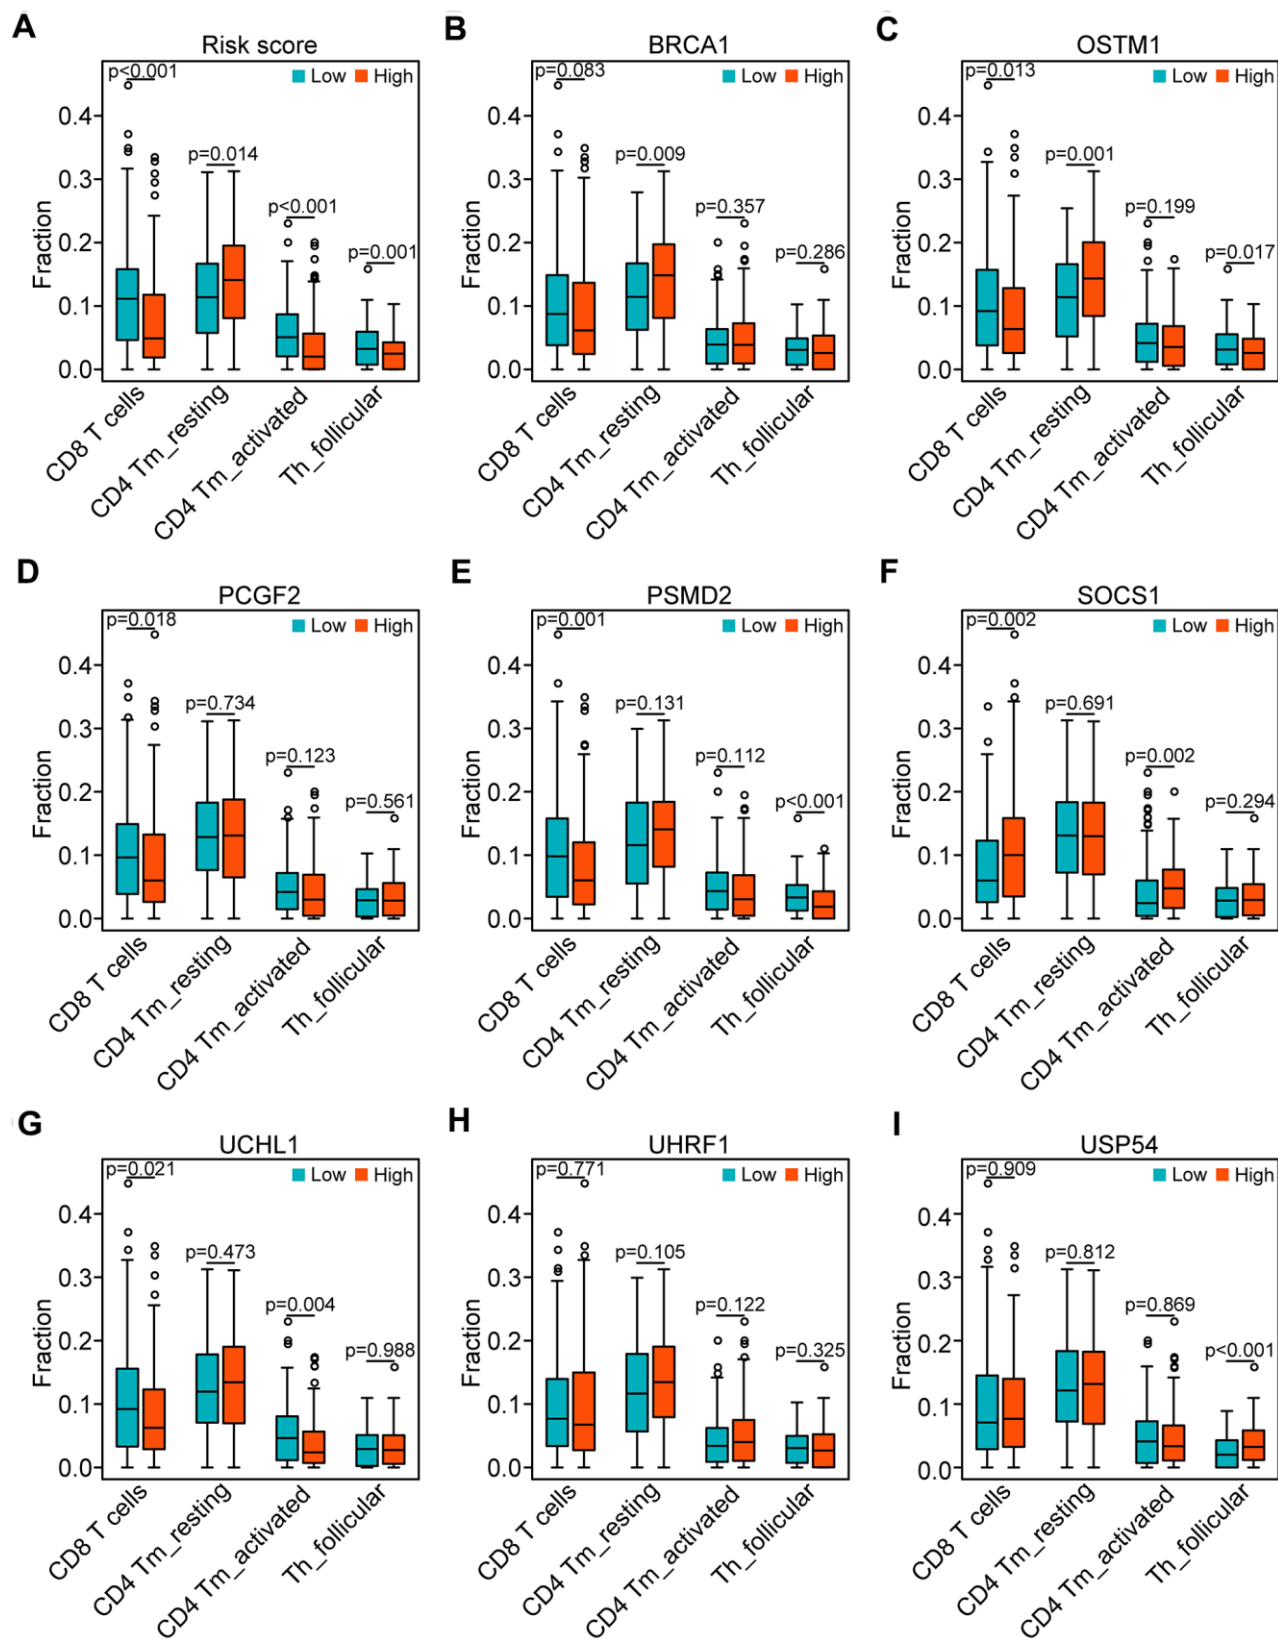 A
Risk score
Low High
p<0.001
p=0.014
p<0.001
p=0.001
Fraction
0.4
0.3
0.2
0.1
0.0
CD8 T cells
CD4 Tm_resting
CD4 Tm_activated
Th_follicular
B
BRCA1
Low High
p=0.083
p=0.009
p=0.357
p=0.286
Fraction
0.4
0.3
0.2
0.1
0.0
CD8 T cells
CD4 Tm_resting
CD4 Tm_activated
Th_follicular
C
OSTM1
Low High
p=0.013
p=0.001
p=0.199
p=0.017
Fraction
0.4
0.3
0.2
0.1
0.0
CD8 T cells
CD4 Tm_resting
CD4 Tm_activated
Th_follicular
D
PCGF2
Low High
p=0.018
p=0.734
p=0.123
p=0.561
Fraction
0.4
0.3
0.2
0.1
0.0
CD8 T cells
CD4 Tm_resting
CD4 Tm_activated
Th_follicular
E
PSMD2
Low High
p=0.001
p=0.131
p=0.112
p<0.001
Fraction
0.4
0.3
0.2
0.1
0.0
CD8 T cells
CD4 Tm_resting
CD4 Tm_activated
Th_follicular
F
SOCS1
Low High
p=0.002
p=0.691
p=0.002
p=0.294
Fraction
0.4
0.3
0.2
0.1
0.0
CD8 T cells
CD4 Tm_resting
CD4 Tm_activated
Th_follicular
G
UCHL1
Low High
p=0.021
p=0.473
p=0.004
p=0.988
Fraction
0.4
0.3
0.2
0.1
0.0
CD8 T cells
CD4 Tm_resting
CD4 Tm_activated
Th_follicular
H
UHRF1
Low High
p=0.771
p=0.105
p=0.122
p=0.325
Fraction
0.4
0.3
0.2
0.1
0.0
CD8 T cells
CD4 Tm_resting
CD4 Tm_activated
Th_follicular
I
USP54
Low High
p=0.909
p=0.812
p=0.869
p<0.001
Fraction
0.4
0.3
0.2
0.1
0.0
CD8 T cells
CD4 Tm_resting
CD4 Tm_activated
Th_follicular